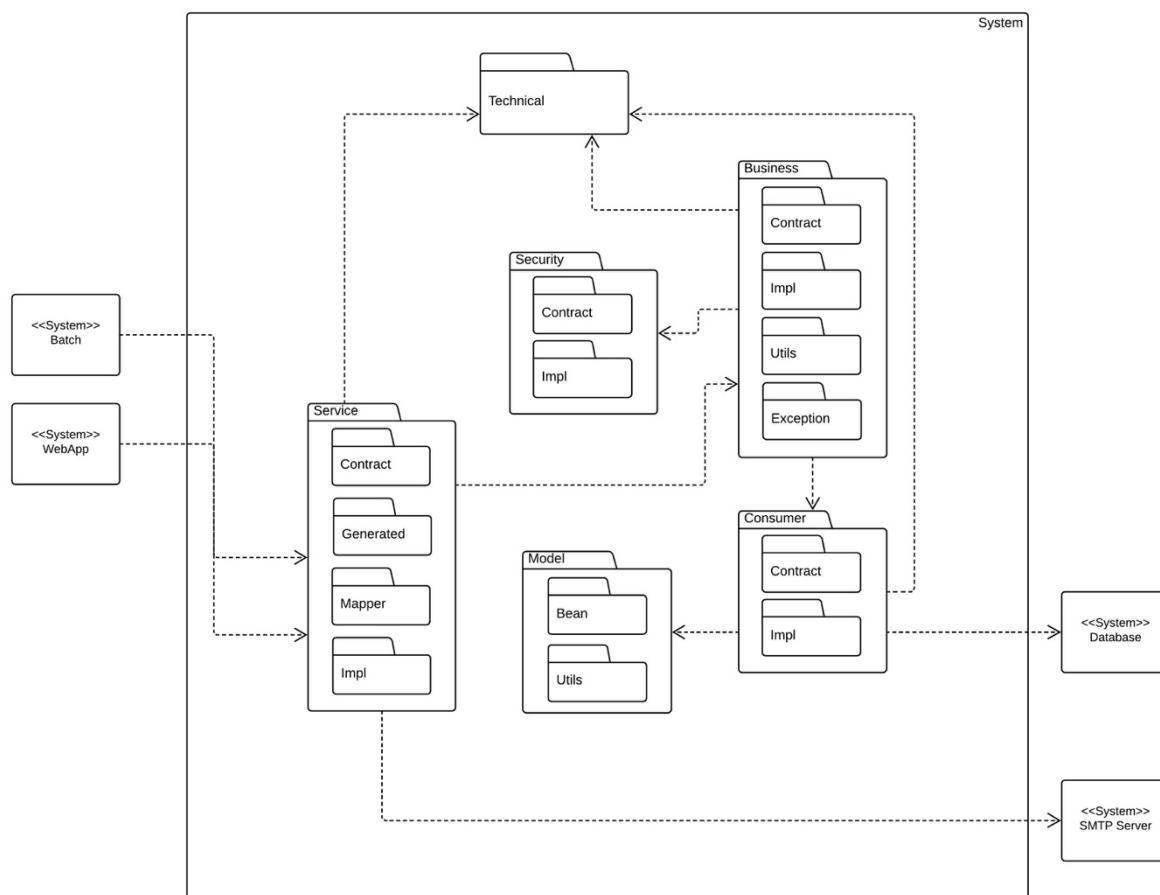 System
Technical
Business
Contract
Impl
Utils
Exception
Security
Contract
Impl
<<System>>
Batch
<<System>>
WebApp
Service
Contract
Generated
Mapper
Impl
Model
Bean
Utils
Consumer
Contract
Impl
<<System>>
Database
<<System>>
SMTP Server